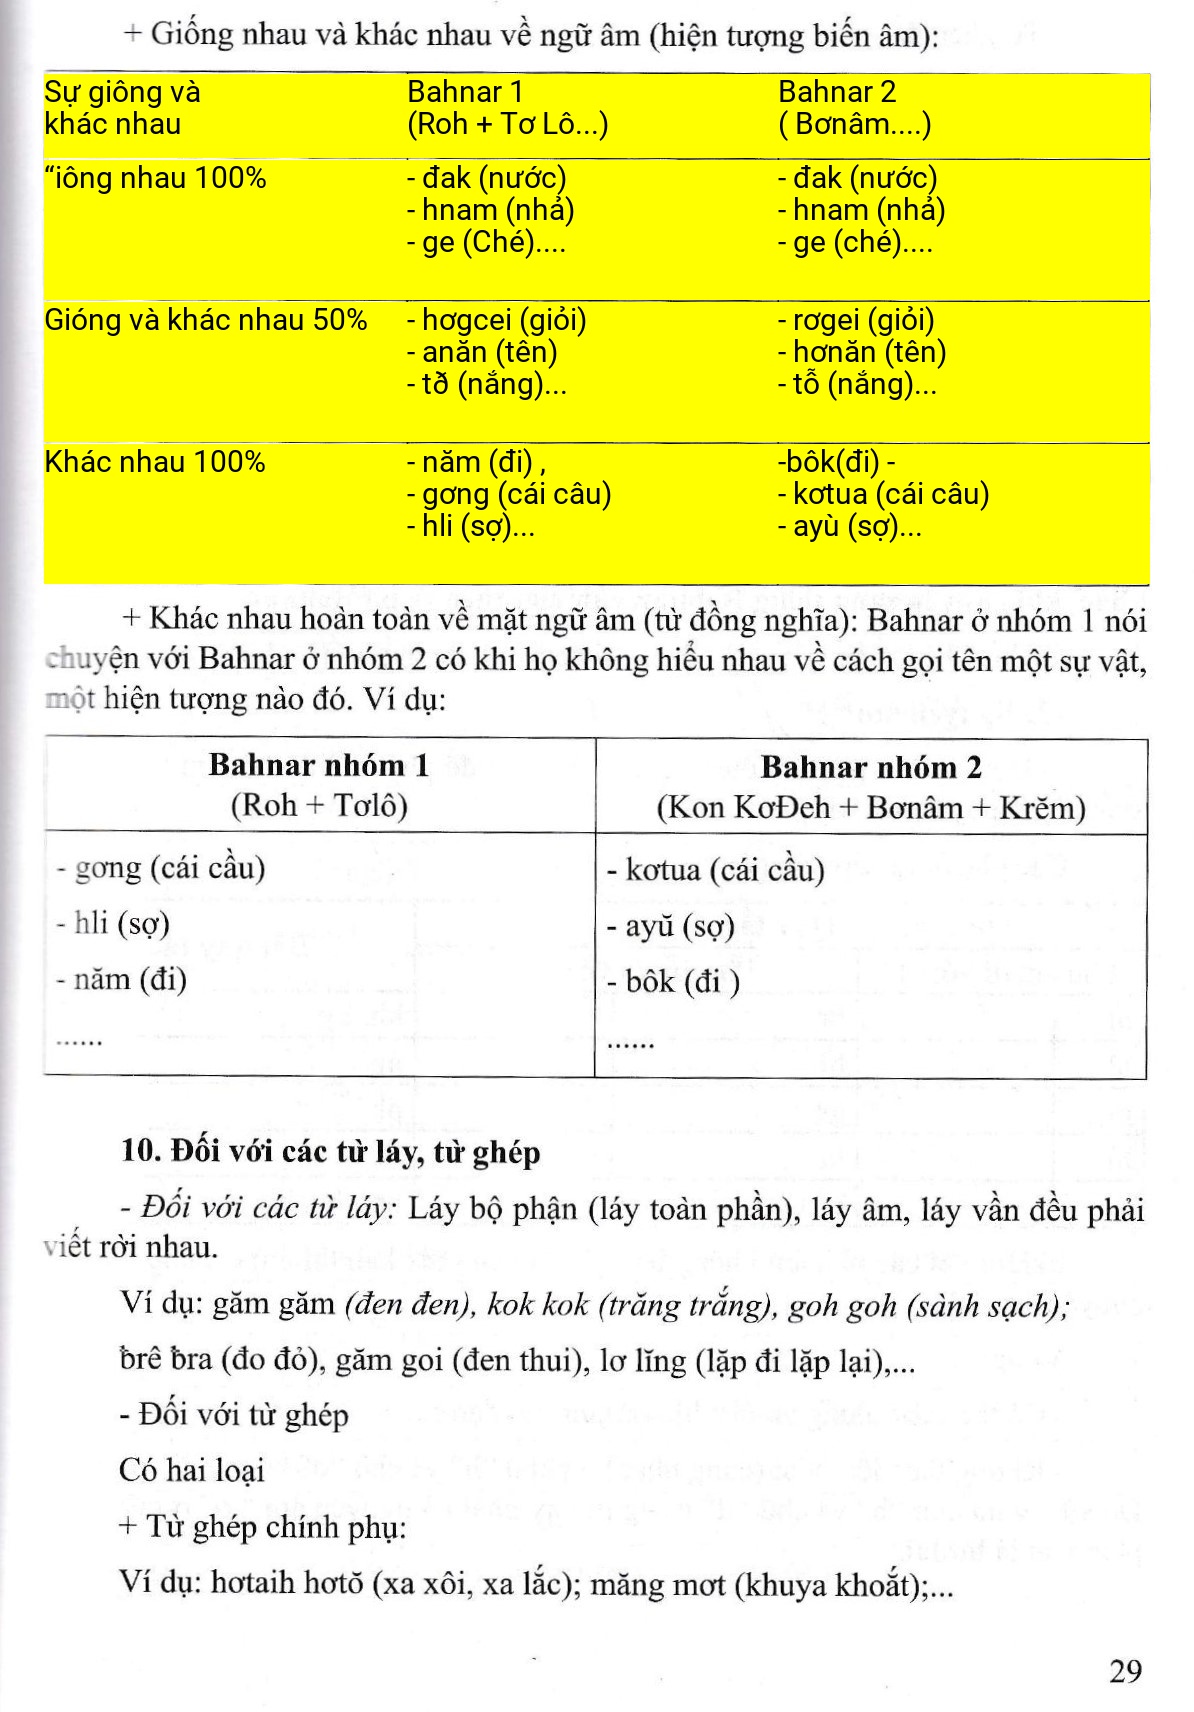 + Giống nhau và khác nhau về ngữ âm (hiện tượng biến âm):
Sự giông và khác nhau Bahnar 1 (Roh + Tơ Lô...) Bahnar 2 ( Bơnâm....)
“iông nhau 100% - đak (nước) - đak (nước)
- hnam (nhả) - hnam (nhả)
- ge (Ché).... - ge (ché)....
Gióng và khác nhau 50% - hơgcei (giỏi) - rơgei (giỏi)
- anăn (tên) - hơnăn (tên)
- tð (nắng)... - tỗ (nắng)...
Khác nhau 100% - năm (đi) , -bôk(đi) -
- gơng (cái câu) - kơtua (cái câu)
- hli (sợ)... - ayù (sợ)...
+ Khác nhau hoàn toàn về mặt ngữ âm (từ đồng nghĩa): Bahnar ở nhóm 1 nói
chuyện với Bahnar ở nhóm 2 có khi họ không hiểu nhau về cách gọi tên một sự vật,
một hiện tượng nào đó. Ví dụ:
Bahnar nhóm 1 Bahnar nhóm 2
(Roh + Tơlô) (Kon KơĐeh + Bơnâm + Krĕm)
- gơng (cái cầu) - kơtua (cái cầu)
- hli (sợ) - ayŭ (sợ)
- năm (đi) - bôk (đi )
...... ......
10. Đối với các từ láy, từ ghép
- Đối với các từ láy: Láy bộ phận (láy toàn phần), láy âm, láy vần đều phải
viết rời nhau.
Ví dụ: găm găm (đen đen), kok kok (trăng trắng), goh goh (sành sạch);
ƀrê ƀra (đo đỏ), găm goi (đen thui), lơ lĭng (lặp đi lặp lại),...
- Đối với từ ghép
Có hai loại
+ Từ ghép chính phụ:
Ví dụ: hơtaih hơtŏ (xa xôi, xa lắc); măng mơt (khuya khoắt);...
29